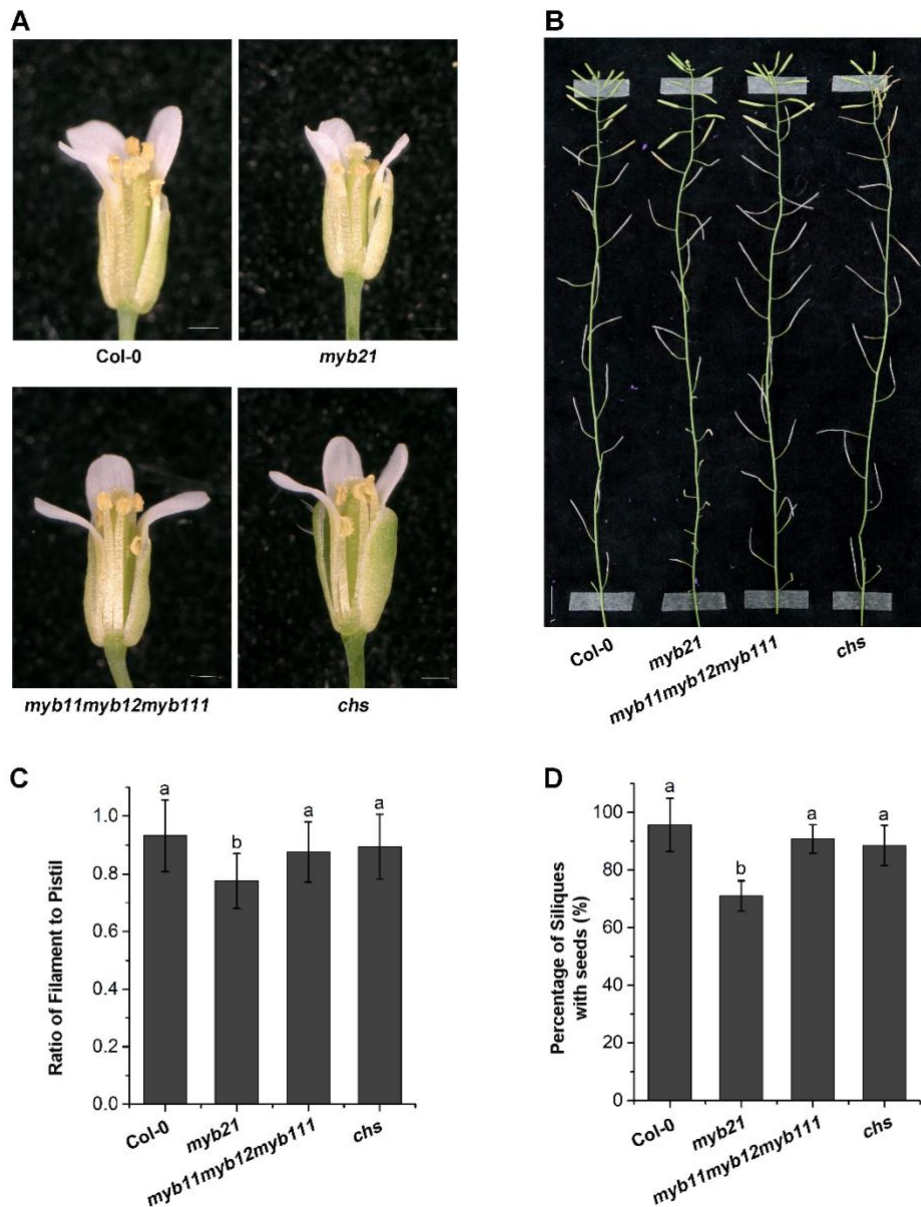 A
B
Col-0
myb21
myb11myb12myb111
chs
Col-0
myb21
myb11myb12myb111
chs
C
D
Ratio of Filament to Pistil
1.0
0.8
0.6
0.4
0.2
0.0
a
b
a
a
Col-0
myb21
myb11myb12myb111
chs
Percentage of Siliques
with seeds (%)
100
80
60
40
20
0
a
b
a
a
Col-0
myb21
myb11myb12myb111
chs